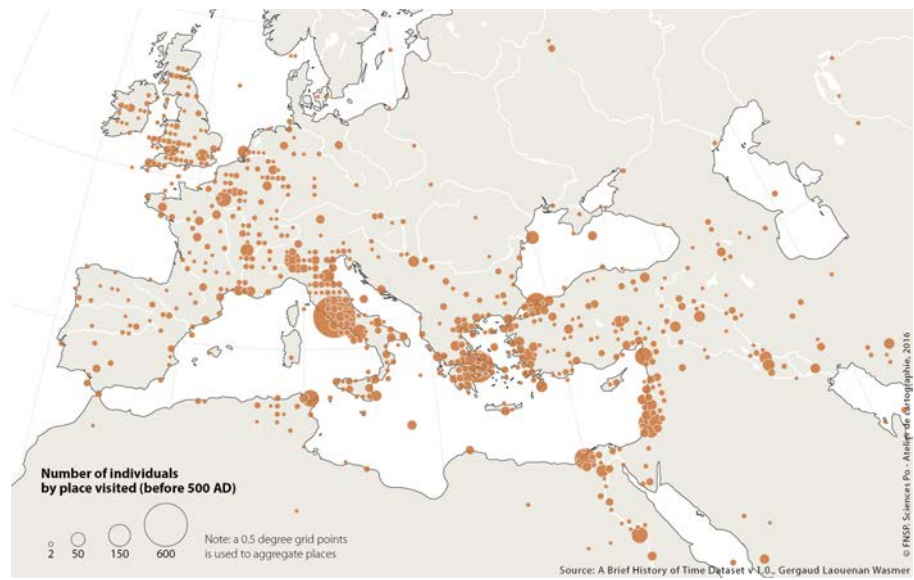 Number of individuals
by place visited (before 500 AD)
2
50
150
600
Note: a 0.5 degree grid points
is used to aggregate places
© FNSP. Sciences Po - Atelier de cartographie, 2016
Source: A Brief History of Time Dataset v 1.0., Gergaud Laouenan Wasmer